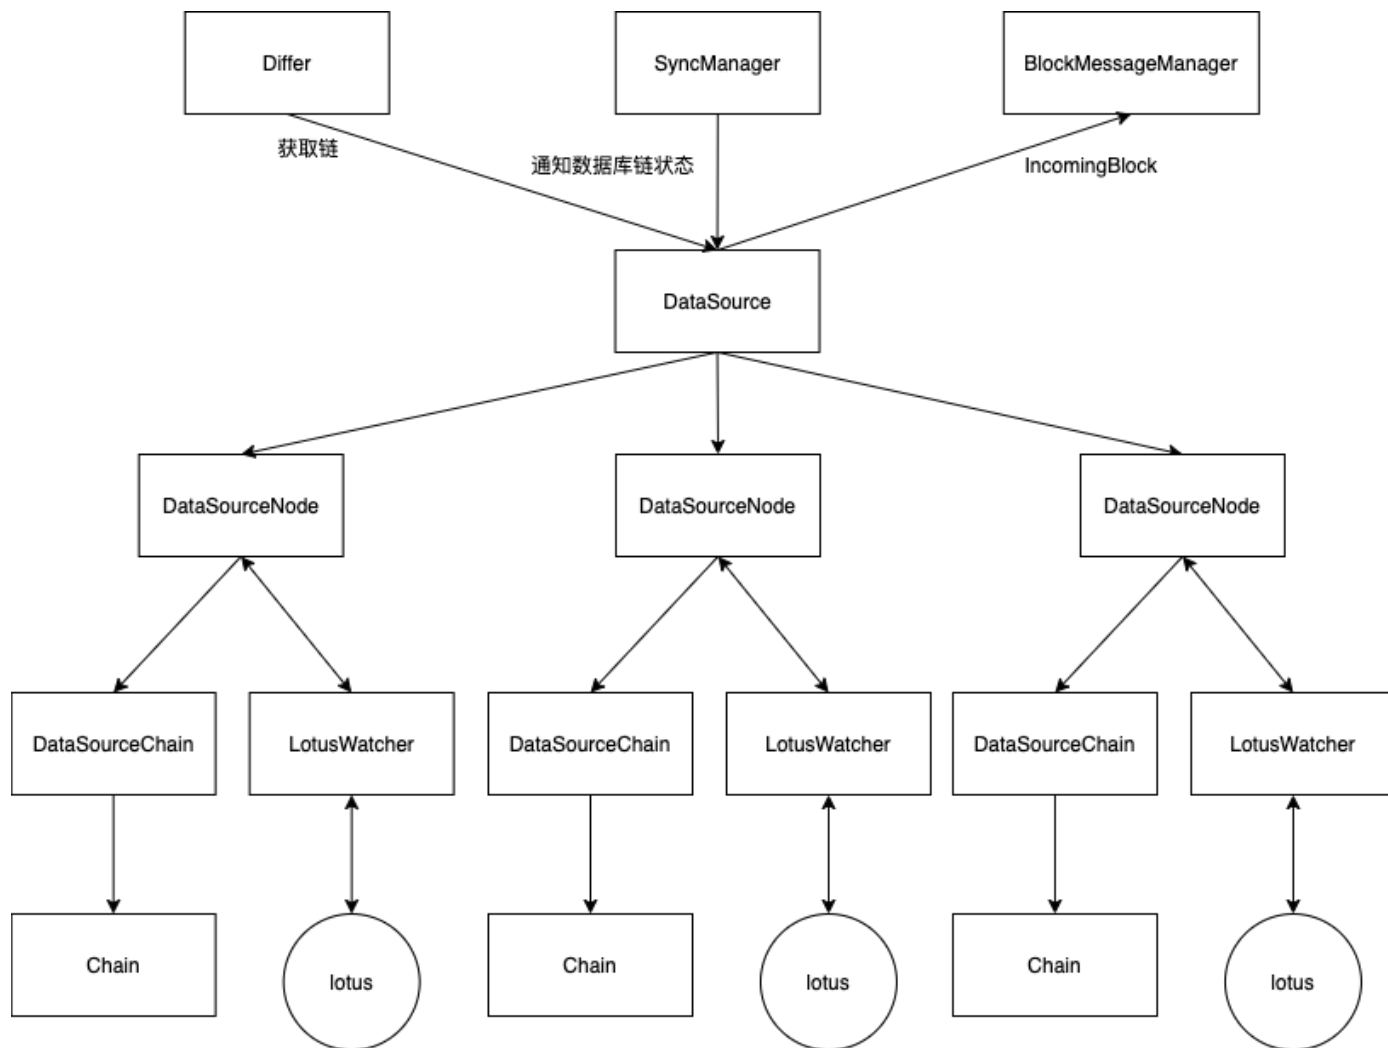 Differ
SyncManager
BlockMessageManager
获取链
通知数据库链状态
IncomingBlock
DataSource
DataSourceNode
DataSourceNode
DataSourceNode
DataSourceChain
LotusWatcher
DataSourceChain
LotusWatcher
DataSourceChain
LotusWatcher
Chain
lotus
Chain
lotus
Chain
lotus